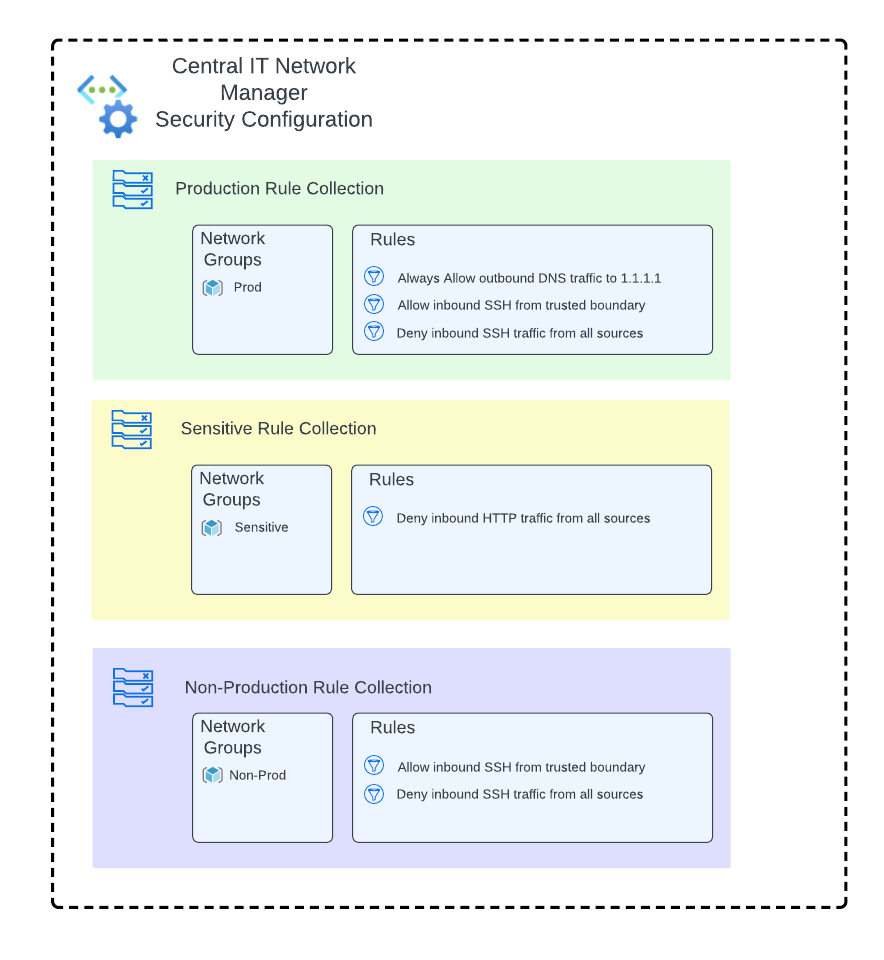 Central IT Network
Manager
Security Configuration
Production Rule Collection
Network
Groups
Prod
Rules
Always Allow outbound DNS traffic to 1.1.1.1
Allow inbound SSH from trusted boundary
Deny inbound SSH traffic from all sources
Sensitive Rule Collection
Network
Groups
Sensitive
Rules
Deny inbound HTTP traffic from all sources
Non-Production Rule Collection
Network
Groups
Non-Prod
Rules
Allow inbound SSH from trusted boundary
Deny inbound SSH traffic from all sources